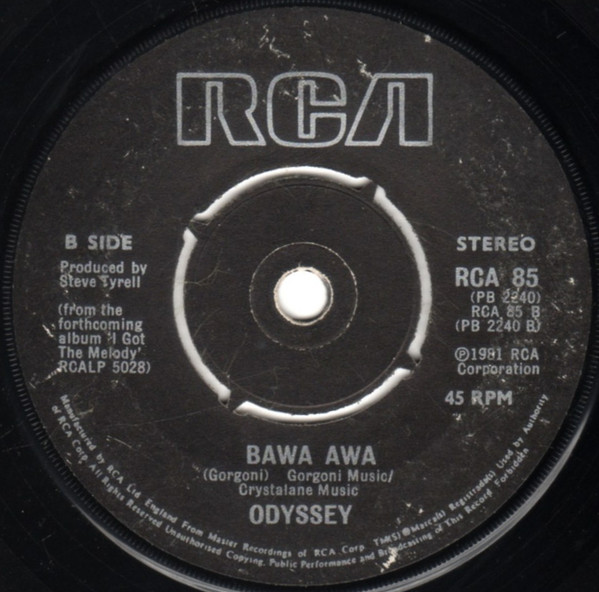 RCA
B SIDE
Produced by
Steve Tyrell
(from the
forthcoming
album 'I Got
The Melody'
RCALP 5028)
STEREO
RCA 85
(PB 2240)
RCA 85 B
(PB 2240 B)
℗1981 RCA
Corporation
45 RPM
BAWA AWA
(Gorgoni) Gorgoni Music/
Crystalane Music
ODYSSEY
Manufactured by RCA Ltd. England From Master Recordings of RCA Corp. TM(S)®Marca(s) Registrada(s) Used by Authority
of RCA Corp. All Rights Reserved Unauthorised Copying, Public Performance and Broadcasting of This Record Forbidden